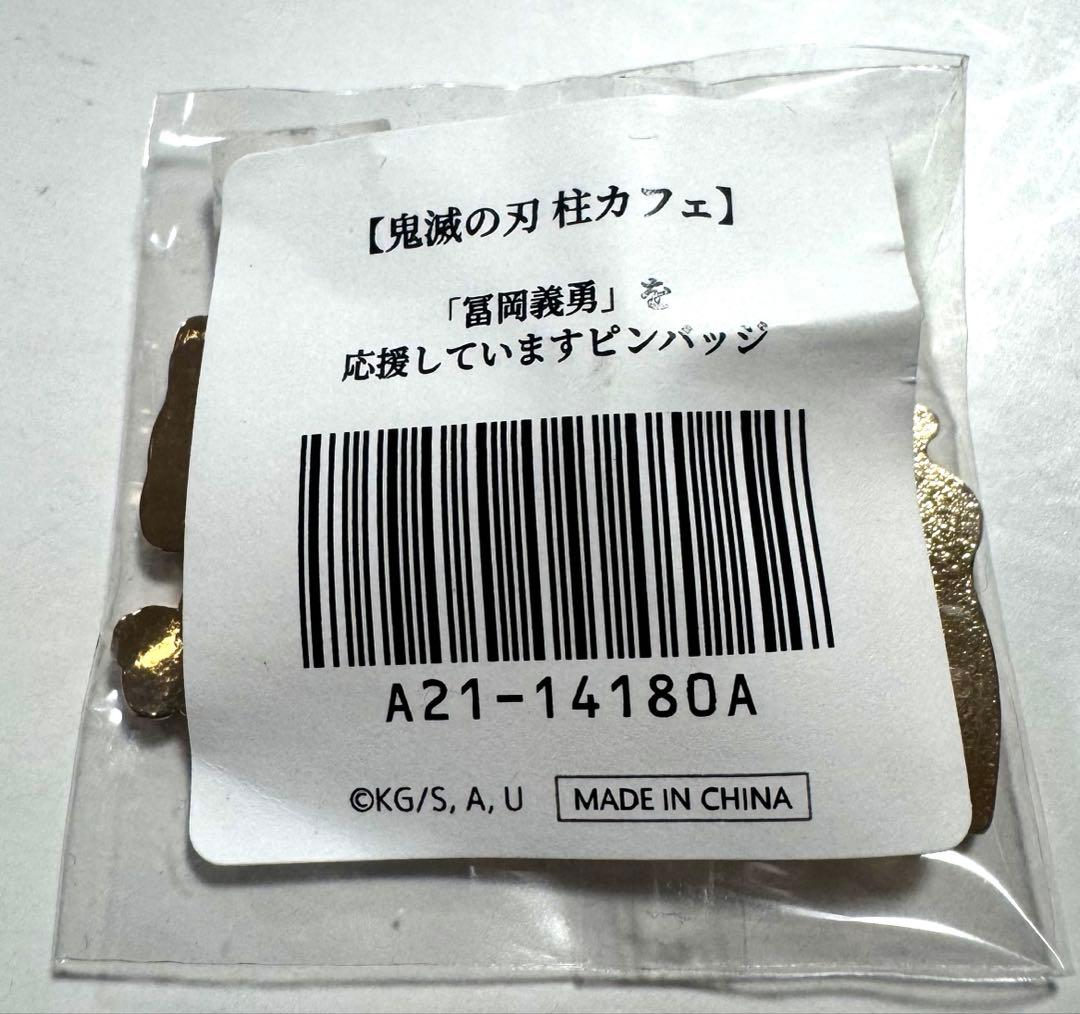 【鬼滅の刃 柱カフェ】
「冨岡義勇」を
応援していますピンバッジ
A21-14180A
©KG/S, A, U MADE IN CHINA